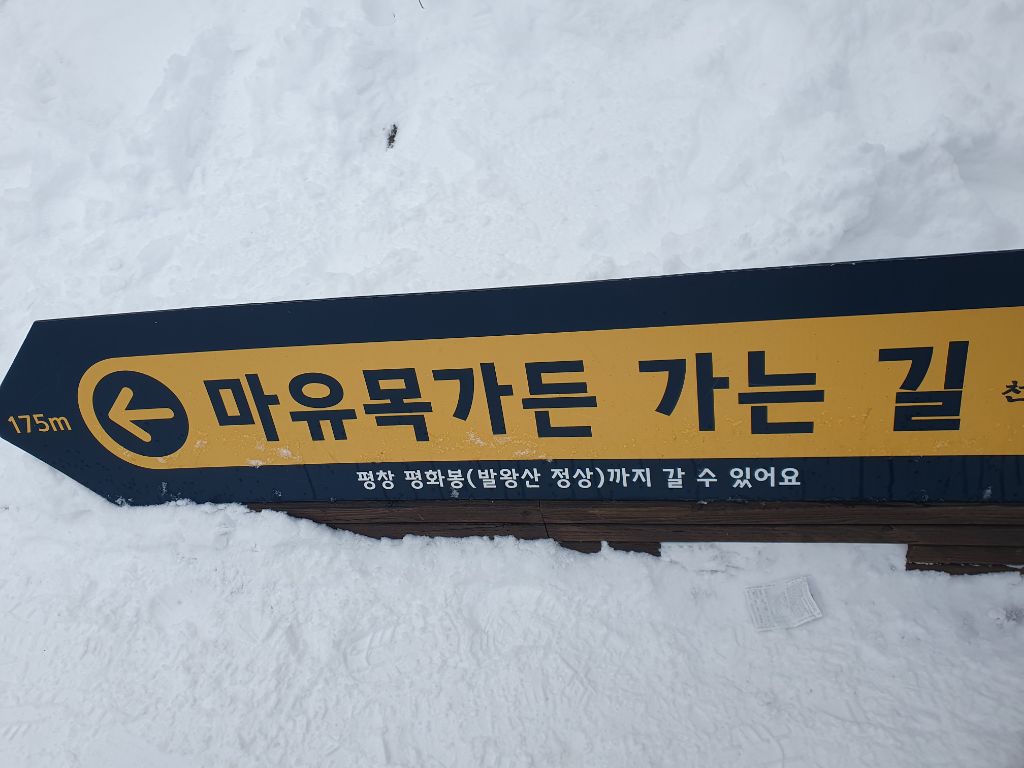 175m
마유목가든 가는 길
평창 평화봉(발왕산 정상)까지 갈 수 있어요